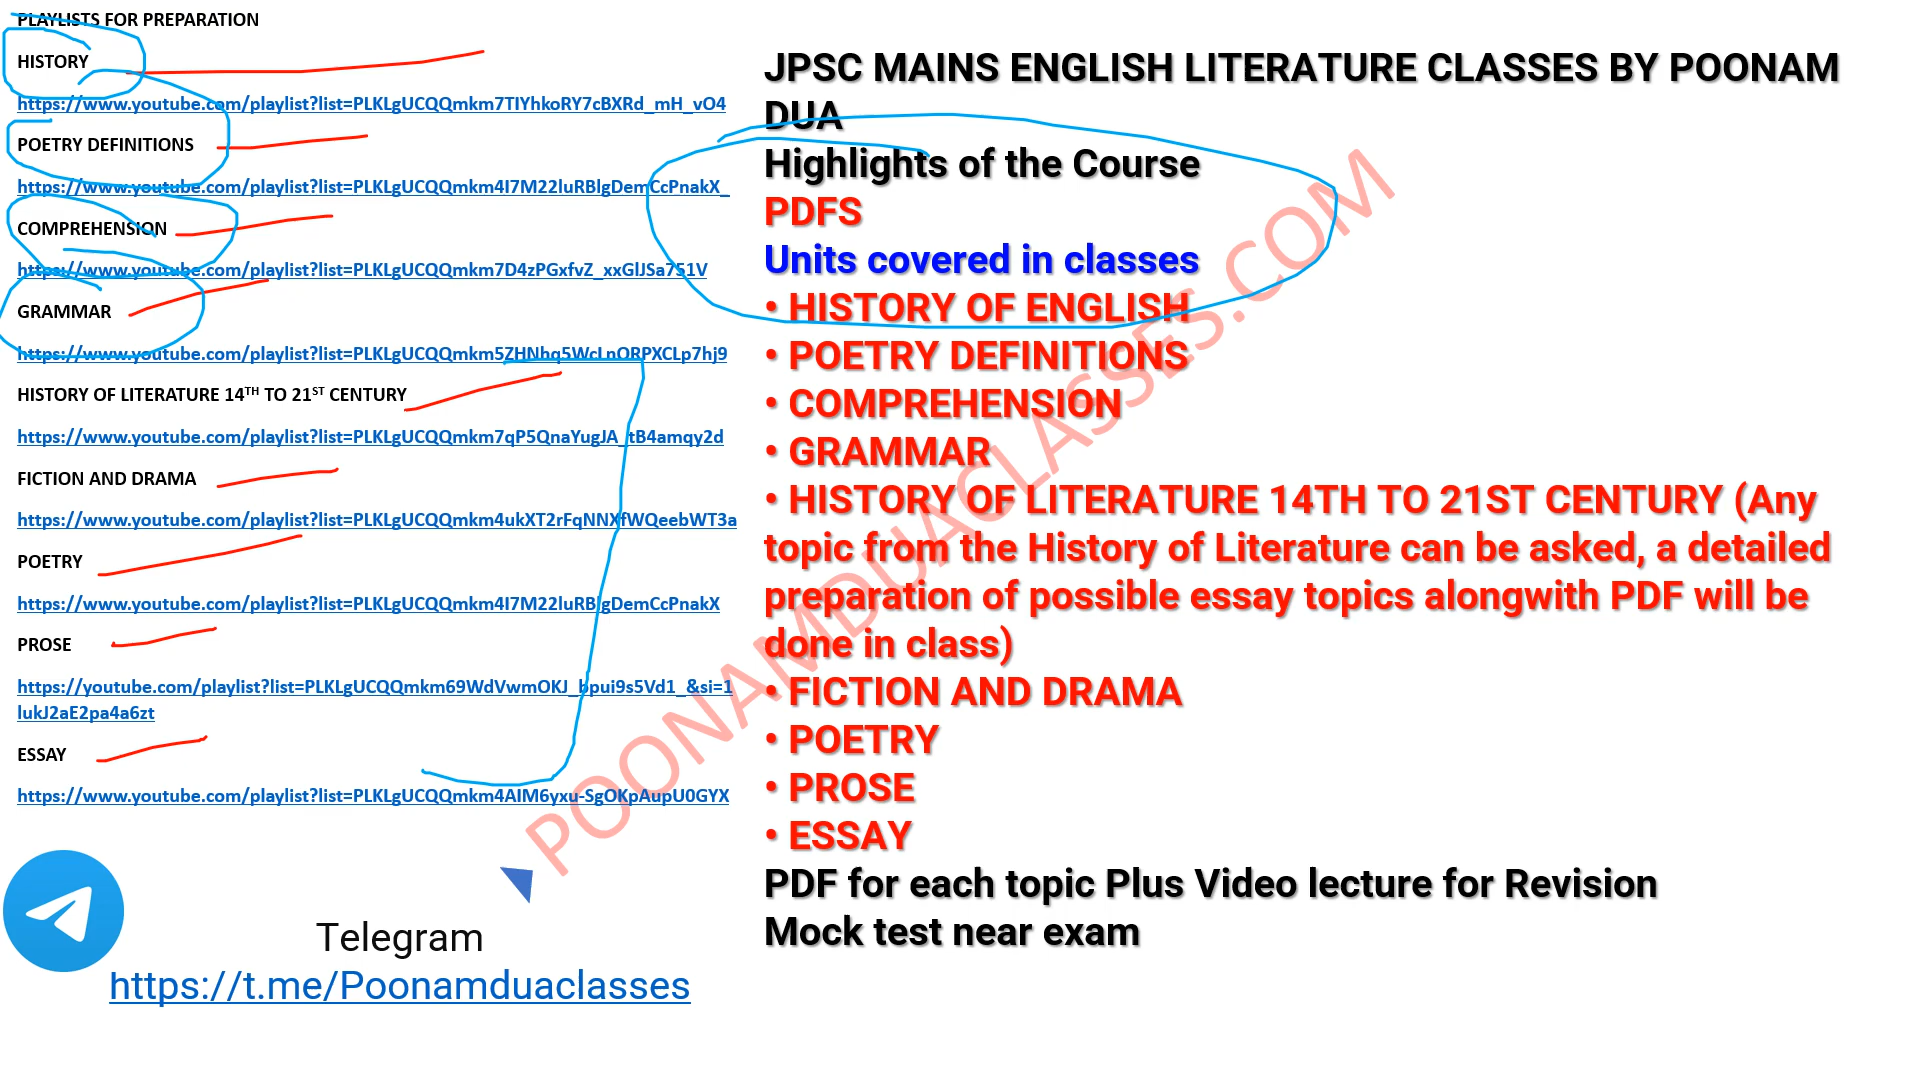 PLAYLISTS FOR PREPARATION
HISTORY
https://www.youtube.com/playlist?list=PLKLgUCQQmkm7TIYhkoRY7cBXRd_mH_vO4
POETRY DEFINITIONS
https://www.youtube.com/playlist?list=PLKLgUCQQmkm4I7M22luRBlgDemCcPnakX_
COMPREHENSION
https://www.youtube.com/playlist?list=PLKLgUCQQmkm7D4zPGxfvZ_xxGlJSa751V
GRAMMAR
https://www.youtube.com/playlist?list=PLKLgUCQQmkm5ZHNhq5WcLnORPXCLp7hj9
HISTORY OF LITERATURE 14TH TO 21ST CENTURY
https://www.youtube.com/playlist?list=PLKLgUCQQmkm7qP5QnaYugJA_tB4amqy2d
FICTION AND DRAMA
https://www.youtube.com/playlist?list=PLKLgUCQQmkm4ukXT2rFqNNXfWQeebWT3a
POETRY
https://www.youtube.com/playlist?list=PLKLgUCQQmkm4I7M22luRBlgDemCcPnakX
PROSE
https://youtube.com/playlist?list=PLKLgUCQQmkm69WdVwmOKJ_bpui9s5Vd1_&si=1
lukJ2aE2pa4a6zt
ESSAY
https://www.youtube.com/playlist?list=PLKLgUCQQmkm4AIM6yxu-SgOKpAupU0GYX
Telegram
https://t.me/Poonamduaclasses
JPSC MAINS ENGLISH LITERATURE CLASSES BY POONAM
DUA
Highlights of the Course
PDFS
Units covered in classes
• HISTORY OF ENGLISH
• POETRY DEFINITIONS
• COMPREHENSION
• GRAMMAR
• HISTORY OF LITERATURE 14TH TO 21ST CENTURY (Any
topic from the History of Literature can be asked, a detailed
preparation of possible essay topics alongwith PDF will be
done in class)
• FICTION AND DRAMA
• POETRY
• PROSE
• ESSAY
PDF for each topic Plus Video lecture for Revision
Mock test near exam
POONAMDUACLASSES.COM